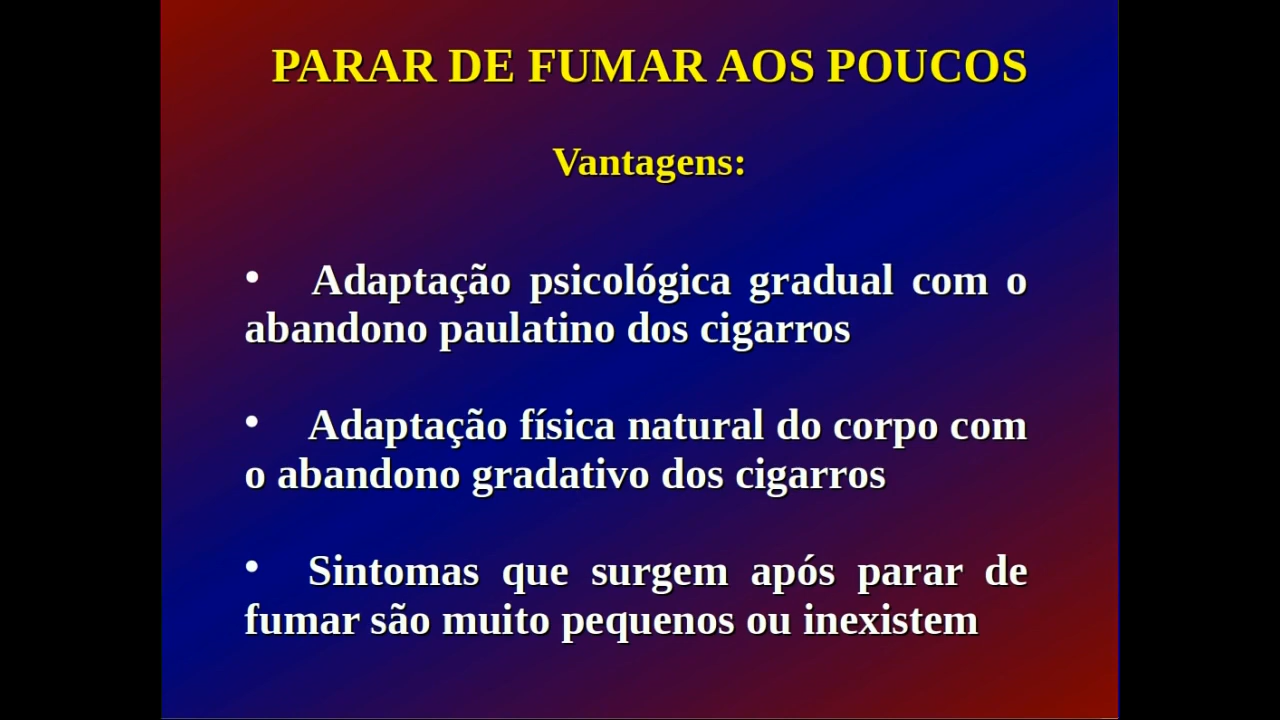 PARAR DE FUMAR AOS POUCOS
Vantagens:
• Adaptação psicológica gradual com o
abandono paulatino dos cigarros
• Adaptação física natural do corpo com
o abandono gradativo dos cigarros
• Sintomas que surgem após parar de
fumar são muito pequenos ou inexistem